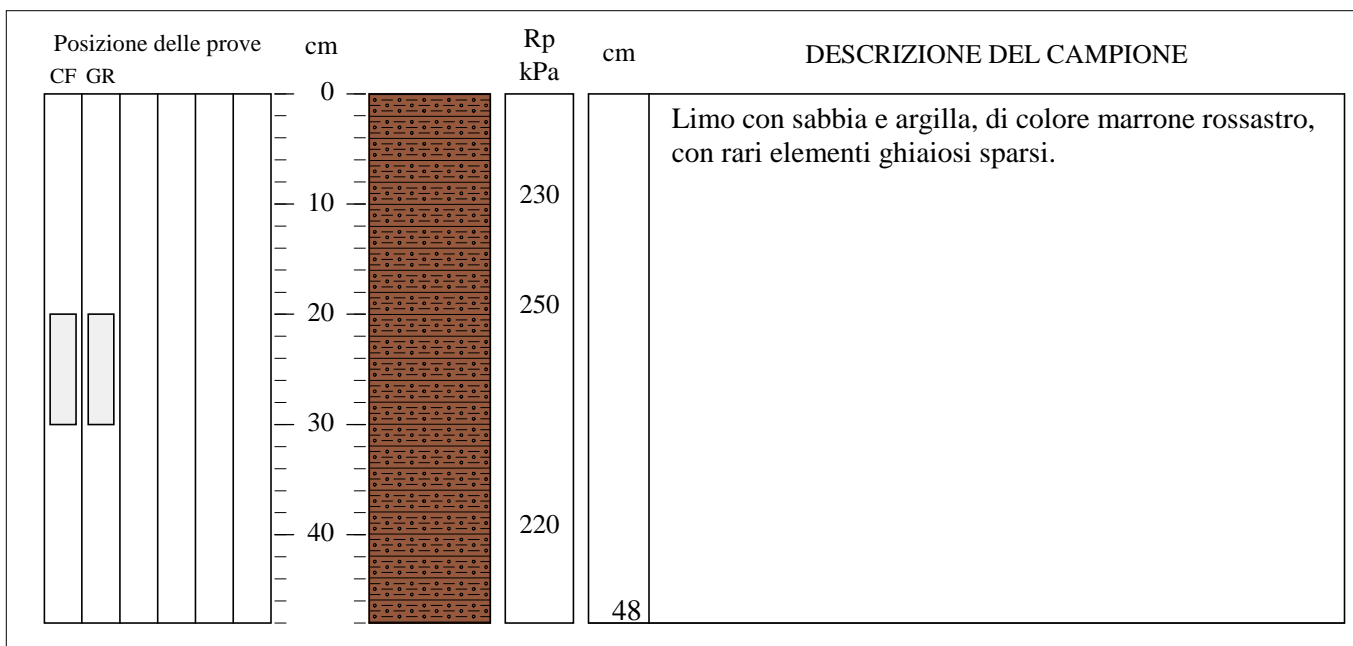 Posizione delle prove
CF GR
cm
Rp
kPa
cm
DESCRIZIONE DEL CAMPIONE
0
10
20
30
40
230
250
220
48
Limo con sabbia e argilla, di colore marrone rossastro,
con rari elementi ghiaiosi sparsi.